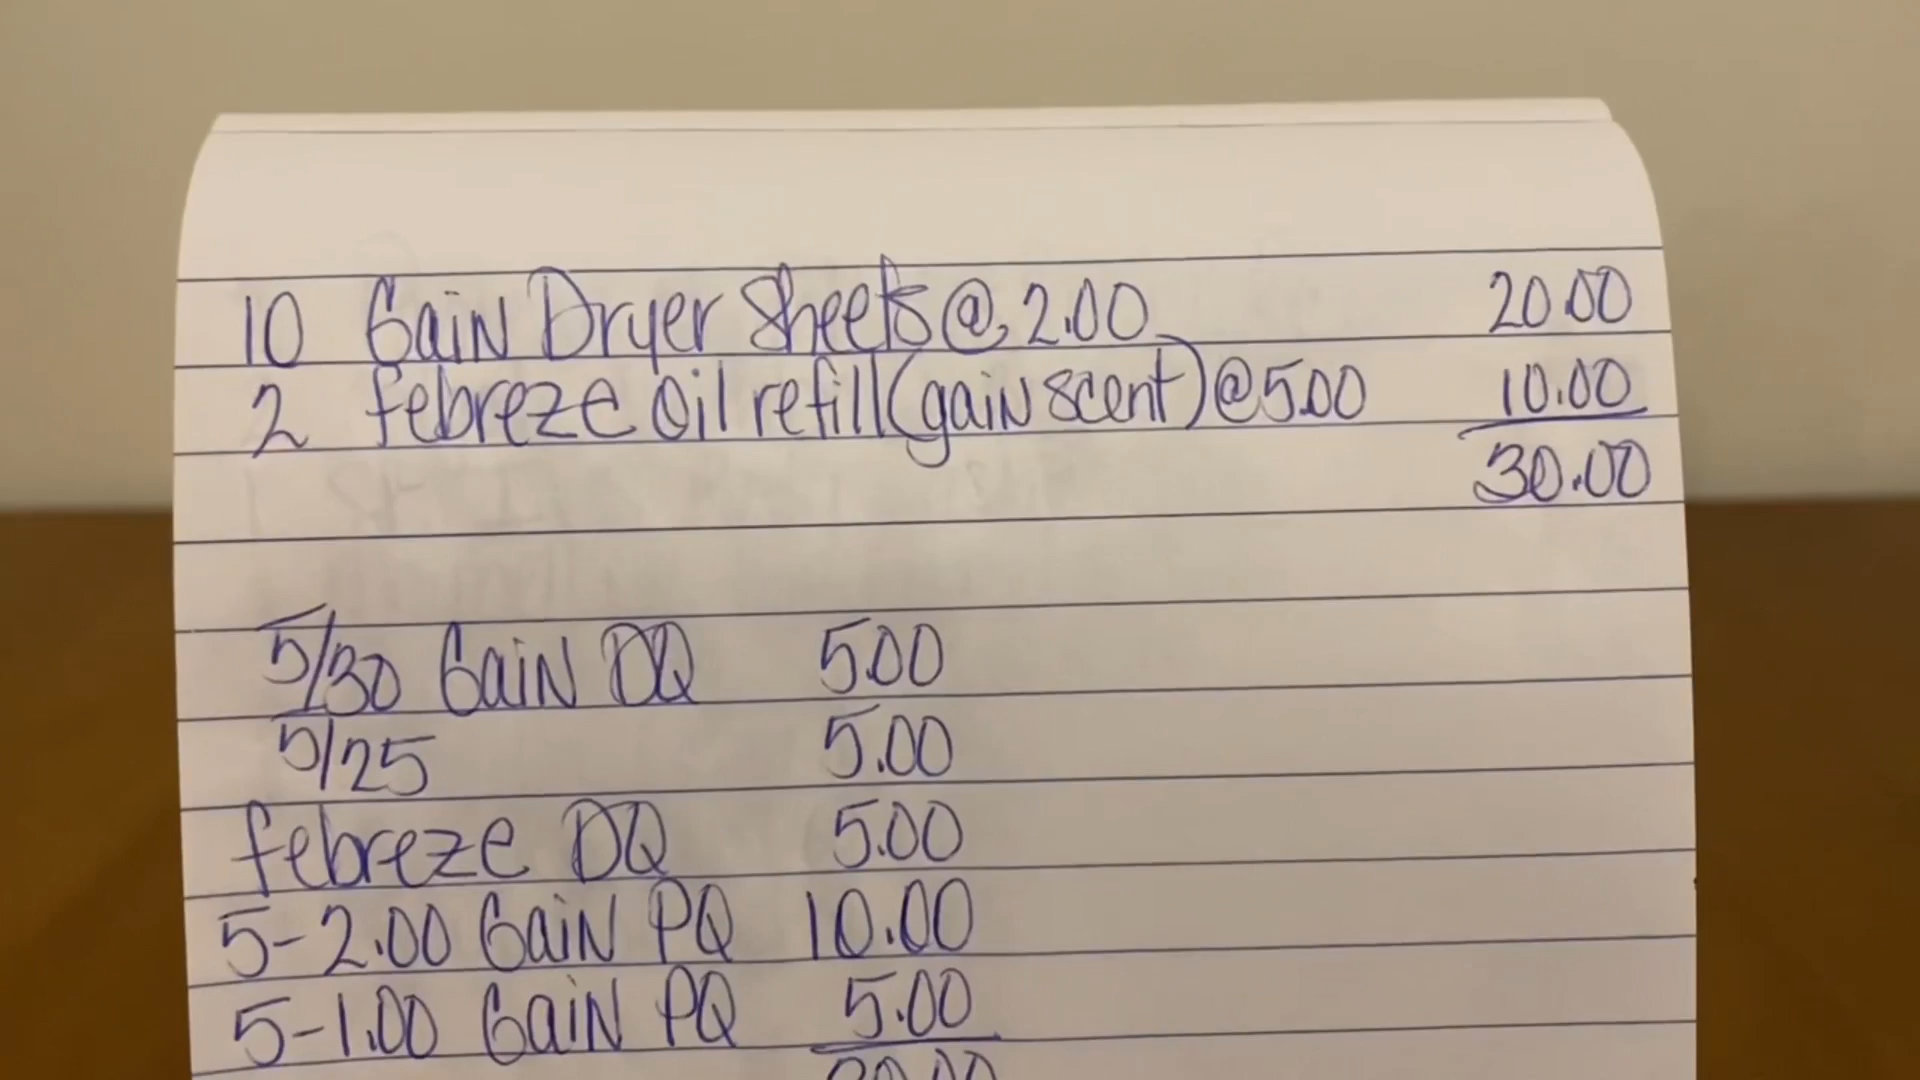 10 Gain Dryer Sheets @ 2.00 20.00
2 febreze oil refill (gain scent) @ 5.00 10.00
30.00
5/30 Gain DQ 5.00
5/25 5.00
febreze DQ 5.00
5-2.00 Gain PQ 10.00
5-1.00 Gain PQ 5.00